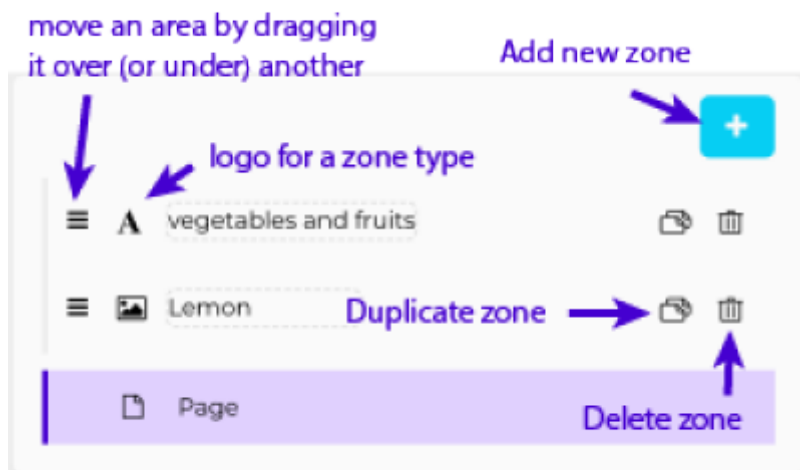 move an area by dragging
it over (or under) another
Add new zone
+
logo for a zone type
A vegetables and fruits
Lemon
Duplicate zone
Page
Delete zone